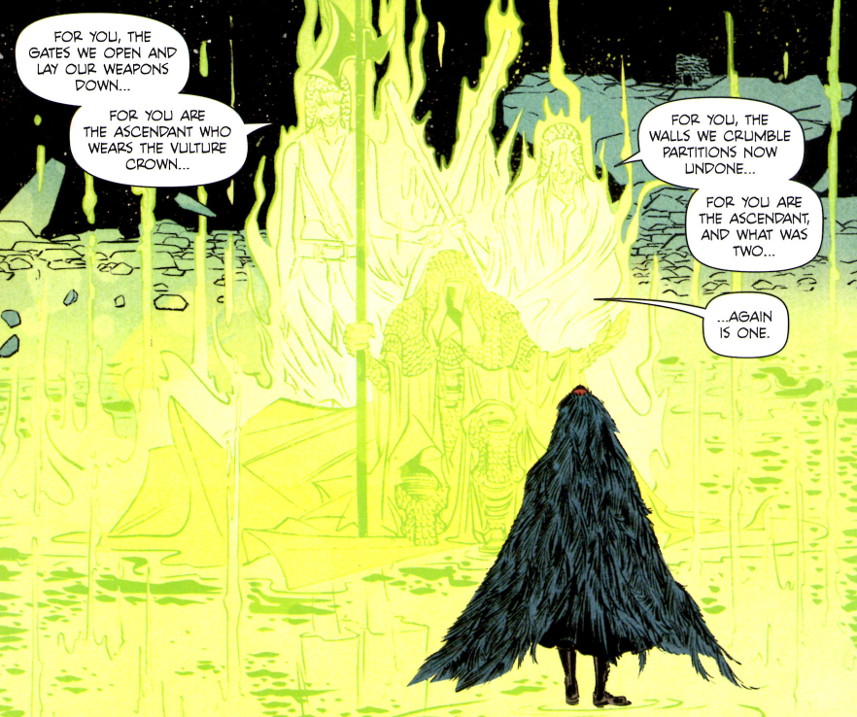 FOR YOU, THE
GATES WE OPEN AND
LAY OUR WEAPONS
DOWN...
FOR YOU ARE
THE ASCENDANT WHO
WEARS THE VULTURE
CROWN...
FOR YOU, THE
WALLS WE CRUMBLE
PARTITIONS NOW
UNDONE...
FOR YOU ARE
THE ASCENDANT,
AND WHAT WAS
TWO...
...AGAIN
IS ONE.